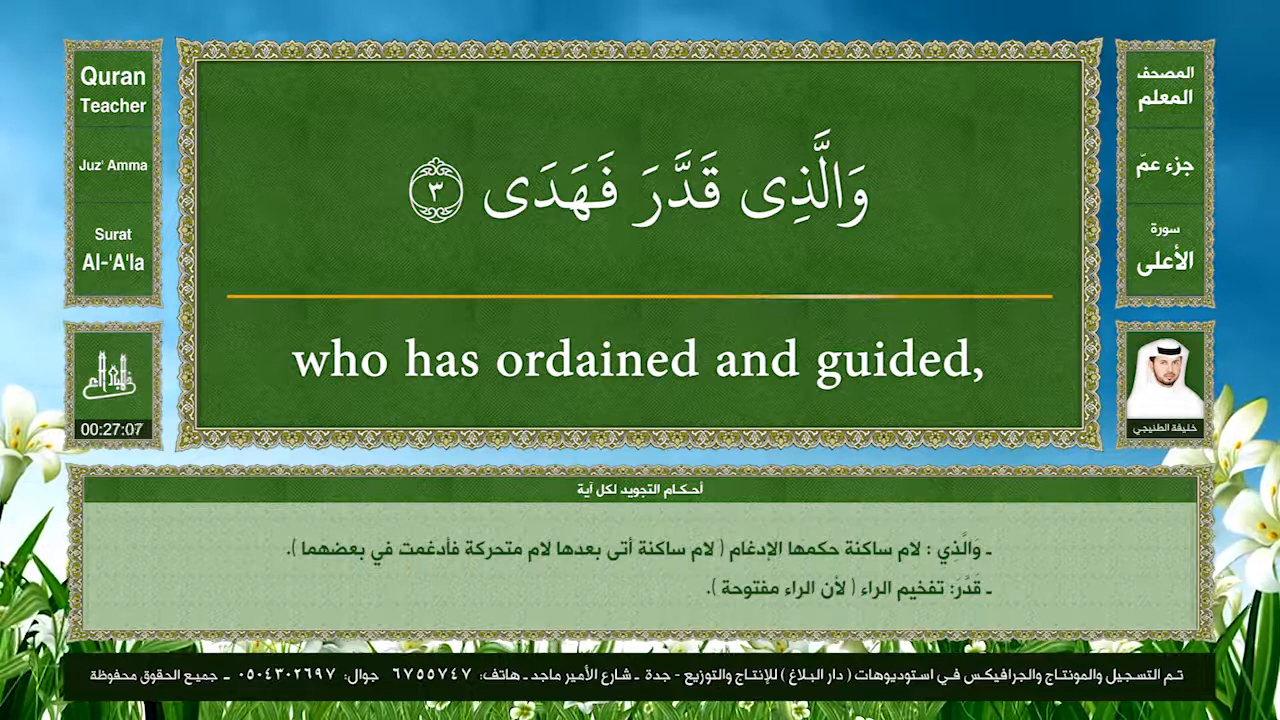 Quran
Teacher
Juz' Amma
Surat
Al-'A'la
00:27:07
وَالَّذِى قَدَّرَ فَهَدَى ٣
who has ordained and guided,
المصحف
المعلم
جزء عمّ
سورة
الأعلى
خليفة الطنيجي
أحكام التجويد لكل آية
ـ وَالَّذِي : لام ساكنة حكمها الإدغام ( لام ساكنة أتى بعدها لام متحركة فأدغمت في بعضهما ).
ـ قَدَّرَ: تفخيم الراء ( لأن الراء مفتوحة ).
تم التسجيل والمونتاج والجرافيكس في استوديوهات ( دار البلاغ ) للإنتاج والتوزيع - جدة ـ شارع الأمير ماجد ـ هاتف: ٦٧٥٥٧٤٧ جوال: ٠٥٠٤٣٠٢٦٩٧ ـ جميع الحقوق محفوظة